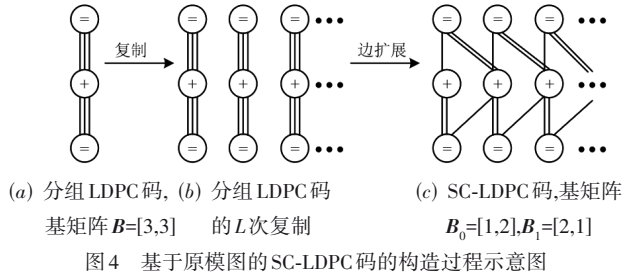 = = = = ••• = = = •••
复制 边扩展
+ + + + ••• + + + •••
= = = = ••• = = = •••
(a) 分组LDPC码, (b) 分组LDPC码 (c) SC-LDPC码,基矩阵
基矩阵B=[3,3] 的L次复制 B₀=[1,2],B₁=[2,1]
图4 基于原模图的SC-LDPC码的构造过程示意图